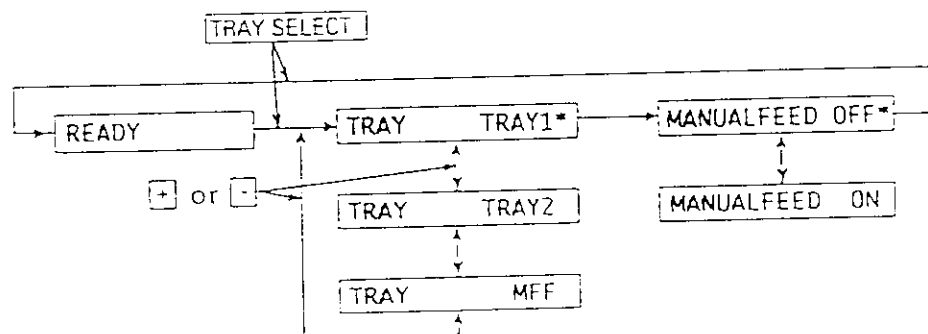 TRAY SELECT
READY
TRAY TRAY1*
MANUALFEED OFF*
+ or -
TRAY TRAY2
MANUALFEED ON
TRAY MFF